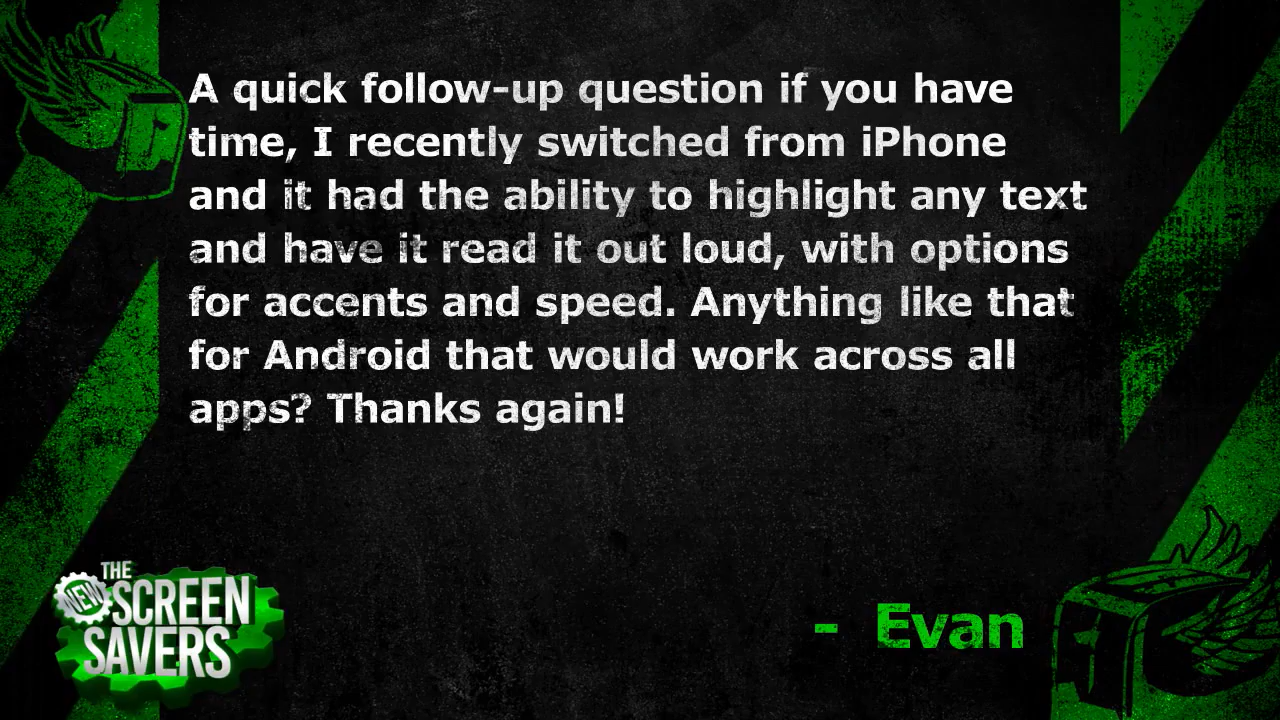 A quick follow-up question if you have
time, I recently switched from iPhone
and it had the ability to highlight any text
and have it read it out loud, with options
for accents and speed. Anything like that
for Android that would work across all
apps? Thanks again!
- Evan
THE
NEW
SCREEN
SAVERS